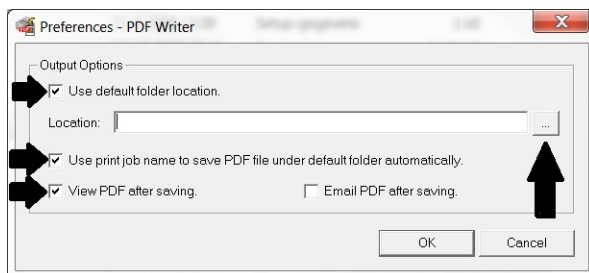 Preferences - PDF Writer
Output Options
Use default folder location.
Location:
...
Use print job name to save PDF file under default folder automatically.
View PDF after saving. Email PDF after saving.
OK Cancel